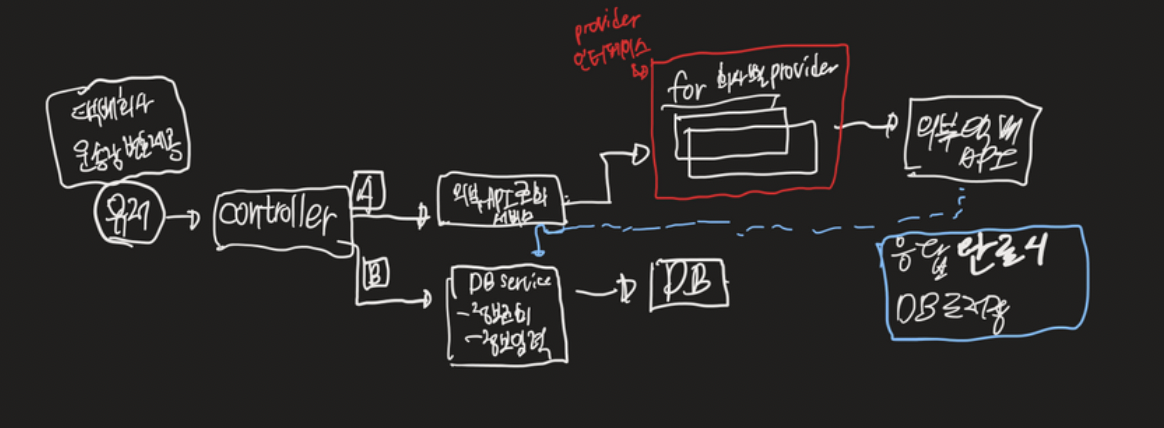 provider
인터페이스
for 회사별 provider
택배회사
운송장 번호 제공
유저
controller
A
외부 API 조회
서비스
외부 택배
API
B
DB service
-정보조회
-정보입력
DB
응답 완료 시
DB로 저장